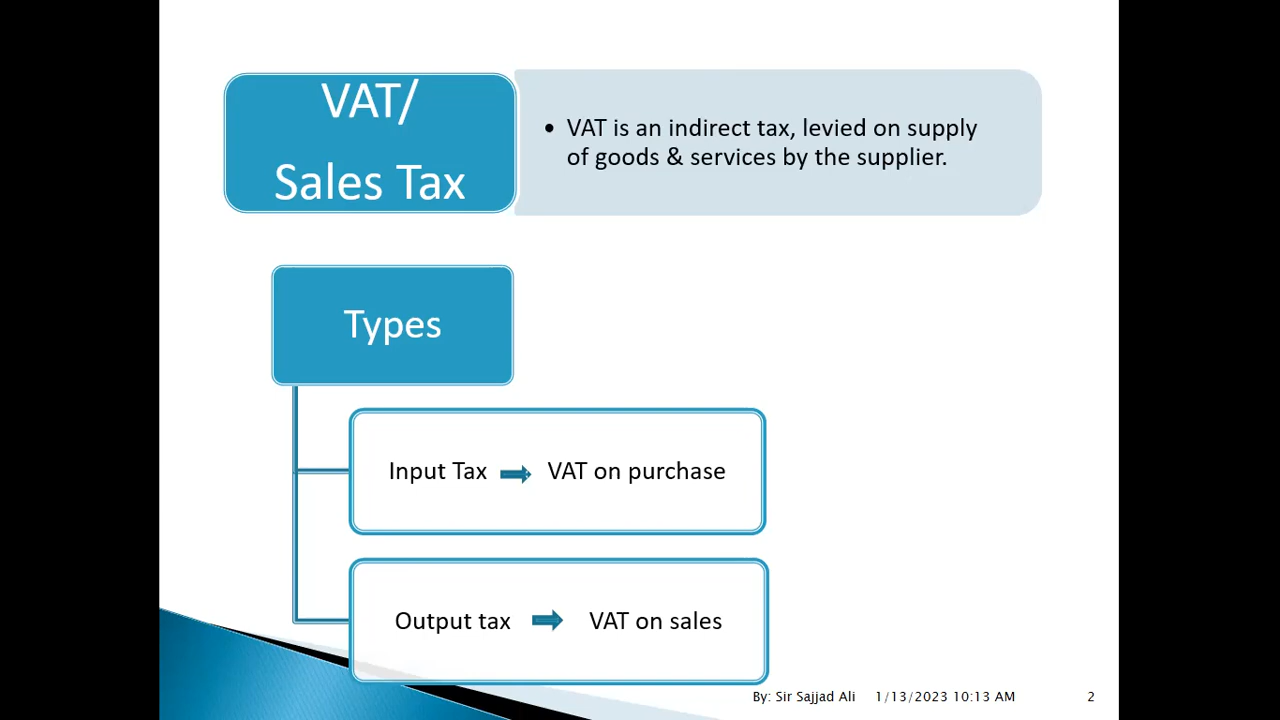 VAT/
Sales Tax
• VAT is an indirect tax, levied on supply
of goods & services by the supplier.
Types
Input Tax VAT on purchase
Output tax VAT on sales
By: Sir Sajjad Ali 1/13/2023 10:13 AM 2